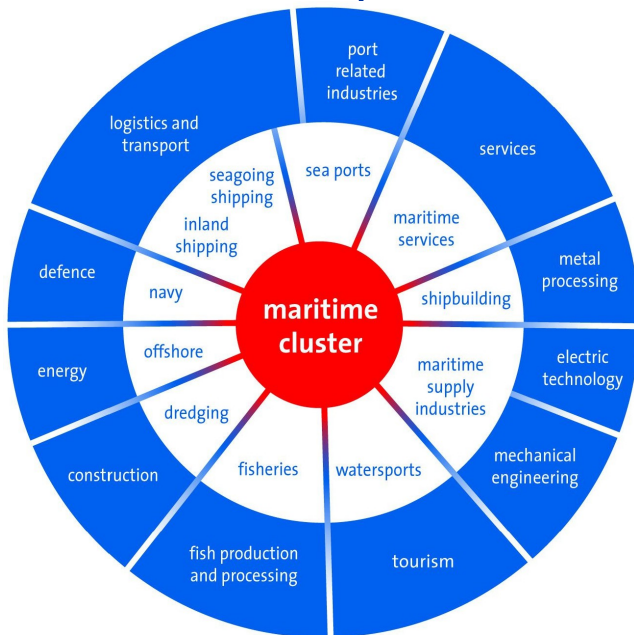 port
related
industries
services
metal
processing
electric
technology
mechanical
engineering
tourism
fish production
and processing
construction
energy
defence
logistics and
transport
sea ports
maritime
services
shipbuilding
maritime
supply
industries
watersports
fisheries
dredging
offshore
navy
inland
shipping
seagoing
shipping
maritime
cluster